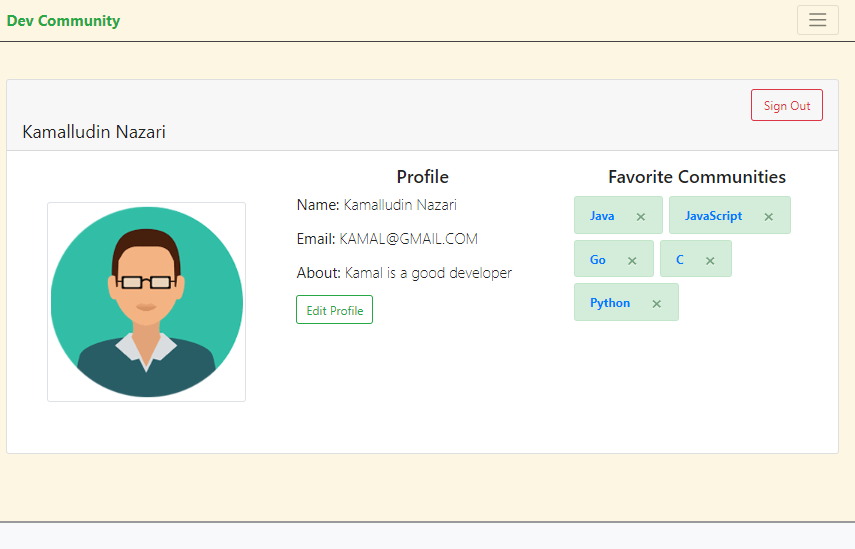 Dev Community
Sign Out
Kamalludin Nazari
Profile
Name: Kamalludin Nazari
Email: KAMAL@GMAIL.COM
About: Kamal is a good developer
Edit Profile
Favorite Communities
Java × JavaScript ×
Go × C ×
Python ×